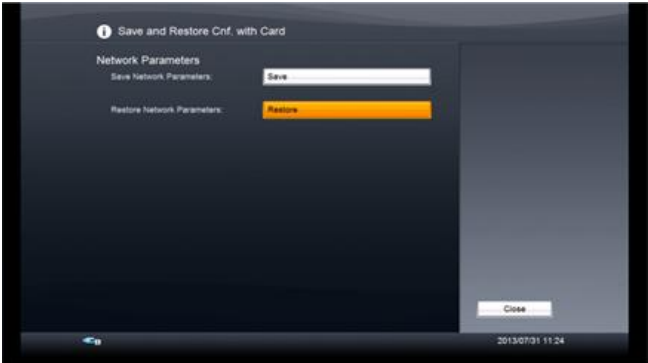 Save and Restore Cnf. with Card
Network Parameters
Save Network Parameters:
Save
Restore Network Parameters:
Restore
Close
2013/07/31 11:24